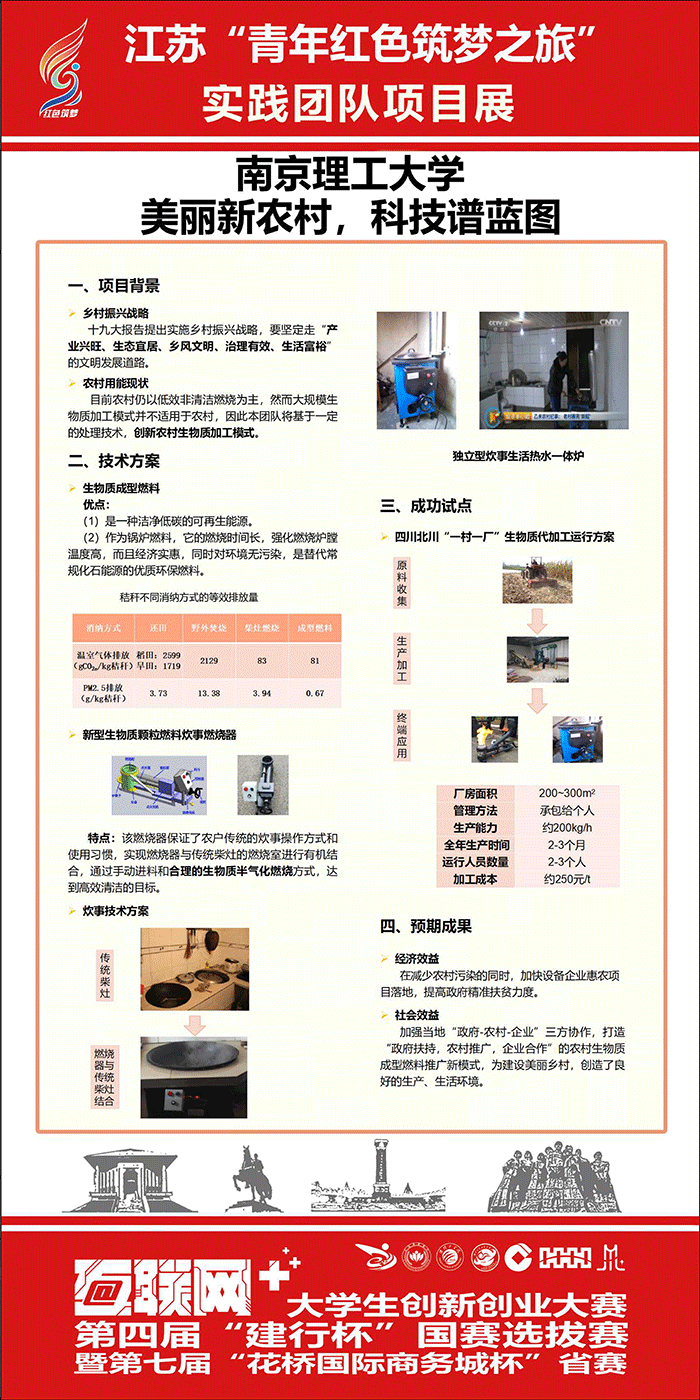 江苏“青年红色筑梦之旅”
红色筑梦
实践团队项目展
南京理工大学
美丽新农村，科技谱蓝图
一、项目背景
乡村振兴战略
十九大报告提出实施乡村振兴战略，要坚定走“产
业兴旺、生态宜居、乡风文明、治理有效、生活富裕”
的文明发展道路。
农村用能现状
目前农村仍以低效非清洁燃烧为主，然而大规模生
物质加工模式并不适用于农村，因此本团队将基于一定
的处理技术，创新农村生物质加工模式。
二、技术方案
生物质成型燃料
优点：
（1）是一种洁净低碳的可再生能源。
（2）作为锅炉燃料，它的燃烧时间长，强化燃烧炉膛
温度高，而且经济实惠，同时对环境无污染，是替代常
规化石能源的优质环保燃料。
秸秆不同消纳方式的等效排放量
消纳方式 还田 野外焚烧 柴灶燃烧 成型燃料
温室气体排放 稻田：2599 2129 83 81
（gCO₂ₑ/kg秸秆） 旱田：1719
PM2.5排放 3.73 13.38 3.94 0.67
（g/kg秸秆）
新型生物质颗粒燃料炊事燃烧器
特点：该燃烧器保证了农户传统的炊事操作方式和
使用习惯，实现燃烧器与传统柴灶的燃烧室进行有机结
合，通过手动进料和合理的生物质半气化燃烧方式，达
到高效清洁的目标。
炊事技术方案
传统柴灶
燃烧
器与
传统
柴灶
结合
CCTV-2
CNTV
独立型炊事生活热水一体炉
三、成功试点
四川北川“一村一厂”生物质代加工运行方案
原料收集
生产加工
终端应用
厂房面积 200~300m²
管理方法 承包给个人
生产能力 约200kg/h
全年生产时间 2-3个月
运行人员数量 2-3个人
加工成本 约250元/t
四、预期成果
经济效益
在减少农村污染的同时，加快设备企业惠农项
目落地，提高政府精准扶贫力度。
社会效益
加强当地“政府-农村-企业”三方协作，打造
“政府扶持，农村推广，企业合作”的农村生物质
成型燃料推广新模式，为建设美丽乡村，创造了良
好的生产、生活环境。
互联网++
大学生创新创业大赛
第四届“建行杯”国赛选拔赛
暨第七届“花桥国际商务城杯”省赛